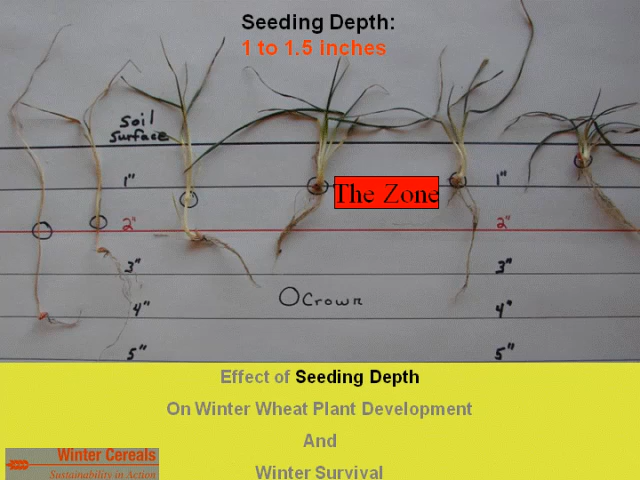 Seeding Depth:
1 to 1.5 inches
Soil
Surface
1" 1"
The Zone
2" 2"
3" 3"
O Crown
4" 4"
5" 5"
Effect of Seeding Depth
On Winter Wheat Plant Development
And
Winter Survival
Winter Cereals
Sustainability in Action